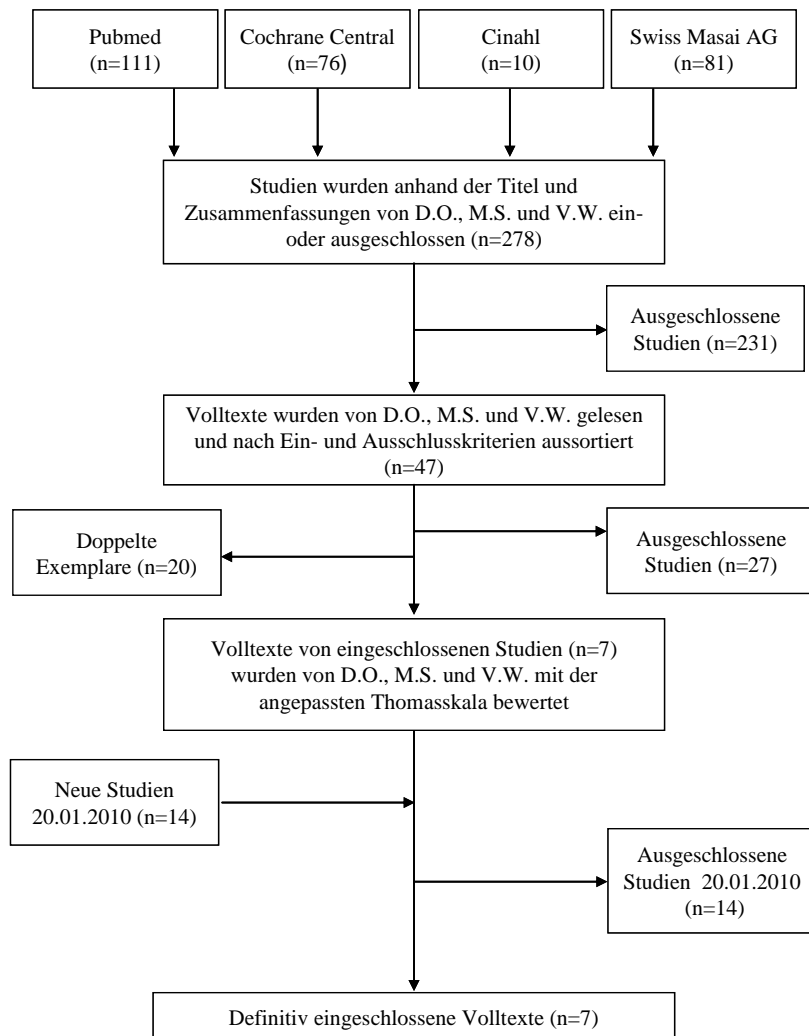 Pubmed
(n=111)
Cochrane Central
(n=76)
Cinahl
(n=10)
Swiss Masai AG
(n=81)
Studien wurden anhand der Titel und
Zusammenfassungen von D.O., M.S. und V.W. ein-
oder ausgeschlossen (n=278)
Ausgeschlossene
Studien (n=231)
Volltexte wurden von D.O., M.S. und V.W. gelesen
und nach Ein- und Ausschlusskriterien aussortiert
(n=47)
Doppelte
Exemplare (n=20)
Ausgeschlossene
Studien (n=27)
Volltexte von eingeschlossenen Studien (n=7)
wurden von D.O., M.S. und V.W. mit der
angepassten Thomasskala bewertet
Neue Studien
20.01.2010 (n=14)
Ausgeschlossene
Studien 20.01.2010
(n=14)
Definitiv eingeschlossene Volltexte (n=7)